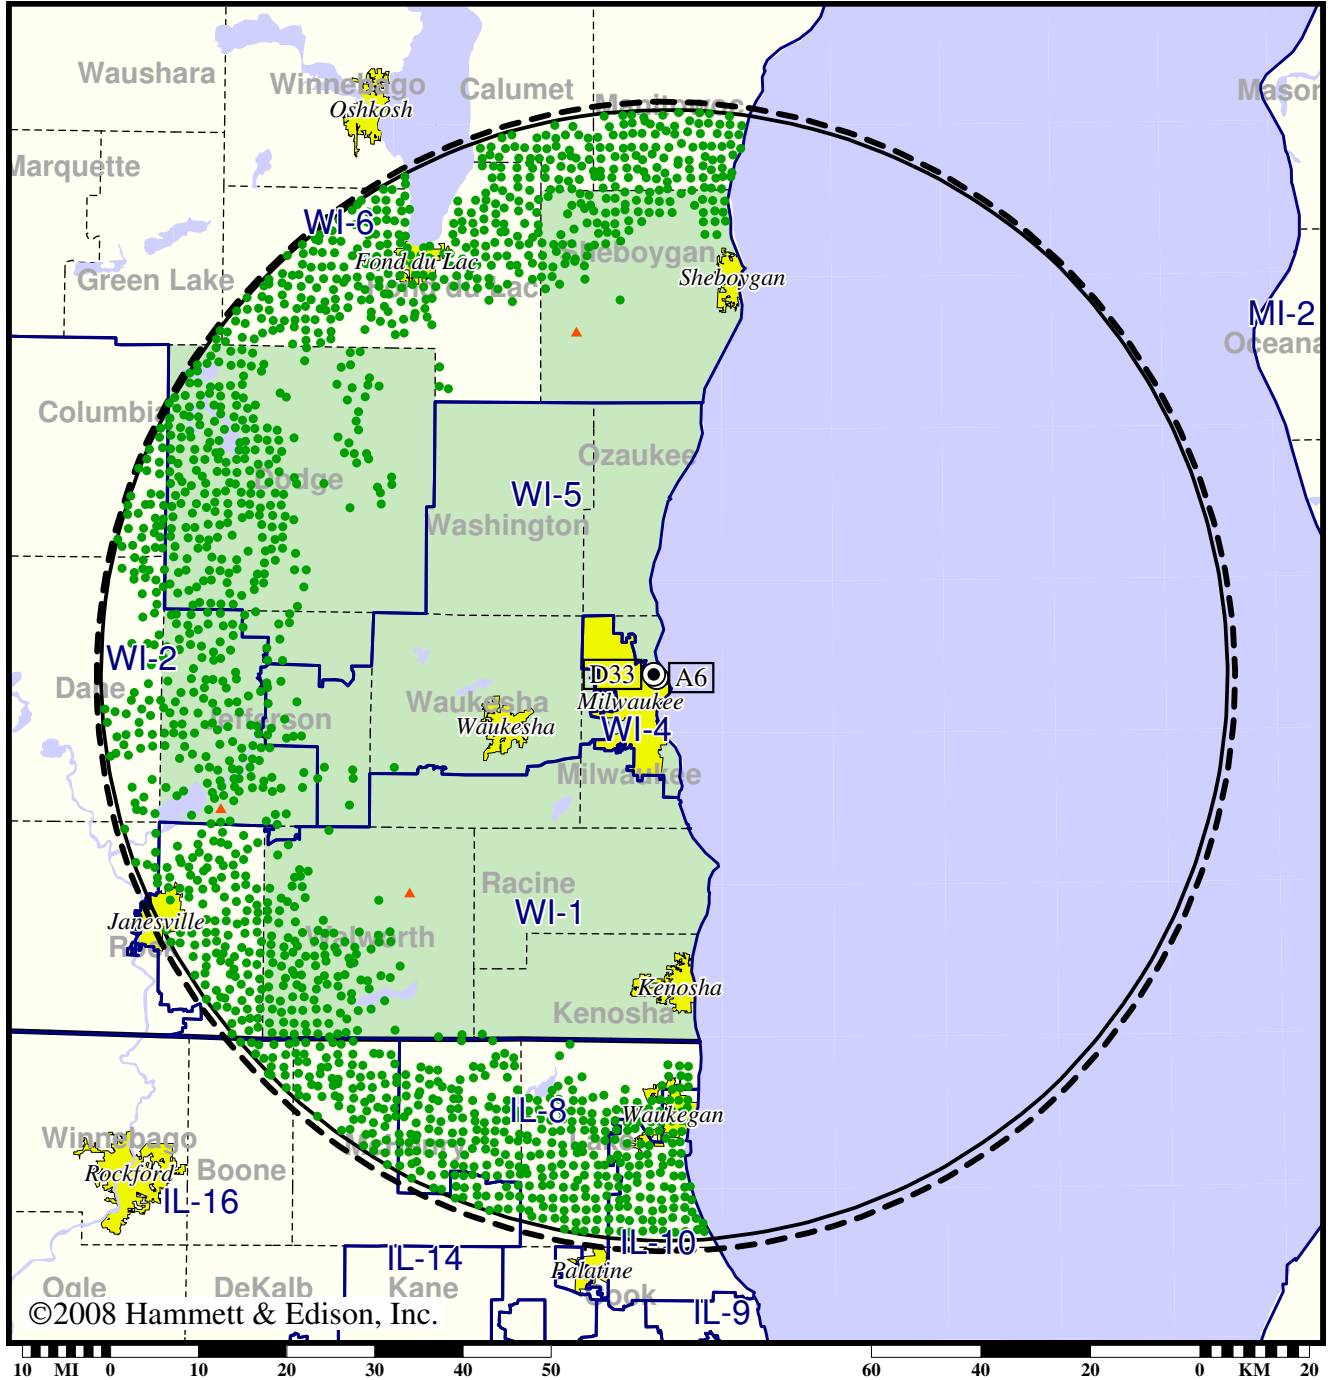 Waushara
Winnebago
Calumet
Manitowoc
Mason
Oshkosh
Marquette
WI-6
Fond du Lac
Sheboygan
Sheboygan
Green Lake
Fond du Lac
MI-2
Oceana
Columbia
Ozaukee
Dodge
WI-5
Washington
WI-2
Dane
D33
A6
Waukesha
Milwaukee
Jefferson
Waukesha
WI-4
Milwaukee
Racine
WI-1
Janesville
Rock
Walworth
Kenosha
Kenosha
IL-8
Waukegan
Winnebago
McHenry
Lake
Rockford
Boone
IL-16
IL-10
IL-14
Palatine
Ogle
DeKalb
Kane
Cook
©2008 Hammett & Edison, Inc.
IL-9
10 MI 0 10 20 30 40 50 60 40 20 0 KM 20